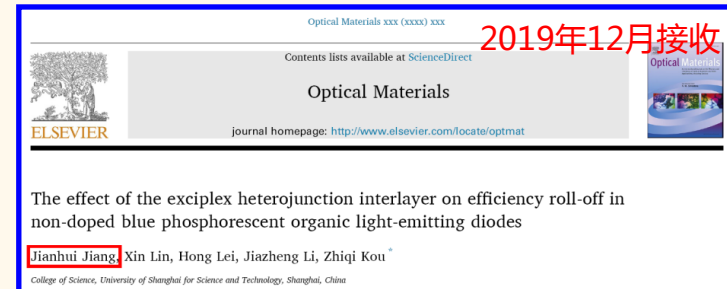 Optical Materials xxx (xxxx) xxx
2019年12月接收
Contents lists available at ScienceDirect
Optical Materials
Optical Materials
ELSEVIER
journal homepage: http://www.elsevier.com/locate/optmat
The effect of the exciplex heterojunction interlayer on efficiency roll-off in
non-doped blue phosphorescent organic light-emitting diodes
Jianhui Jiang, Xin Lin, Hong Lei, Jiazheng Li, Zhiqi Kou *
College of Science, University of Shanghai for Science and Technology, Shanghai, China